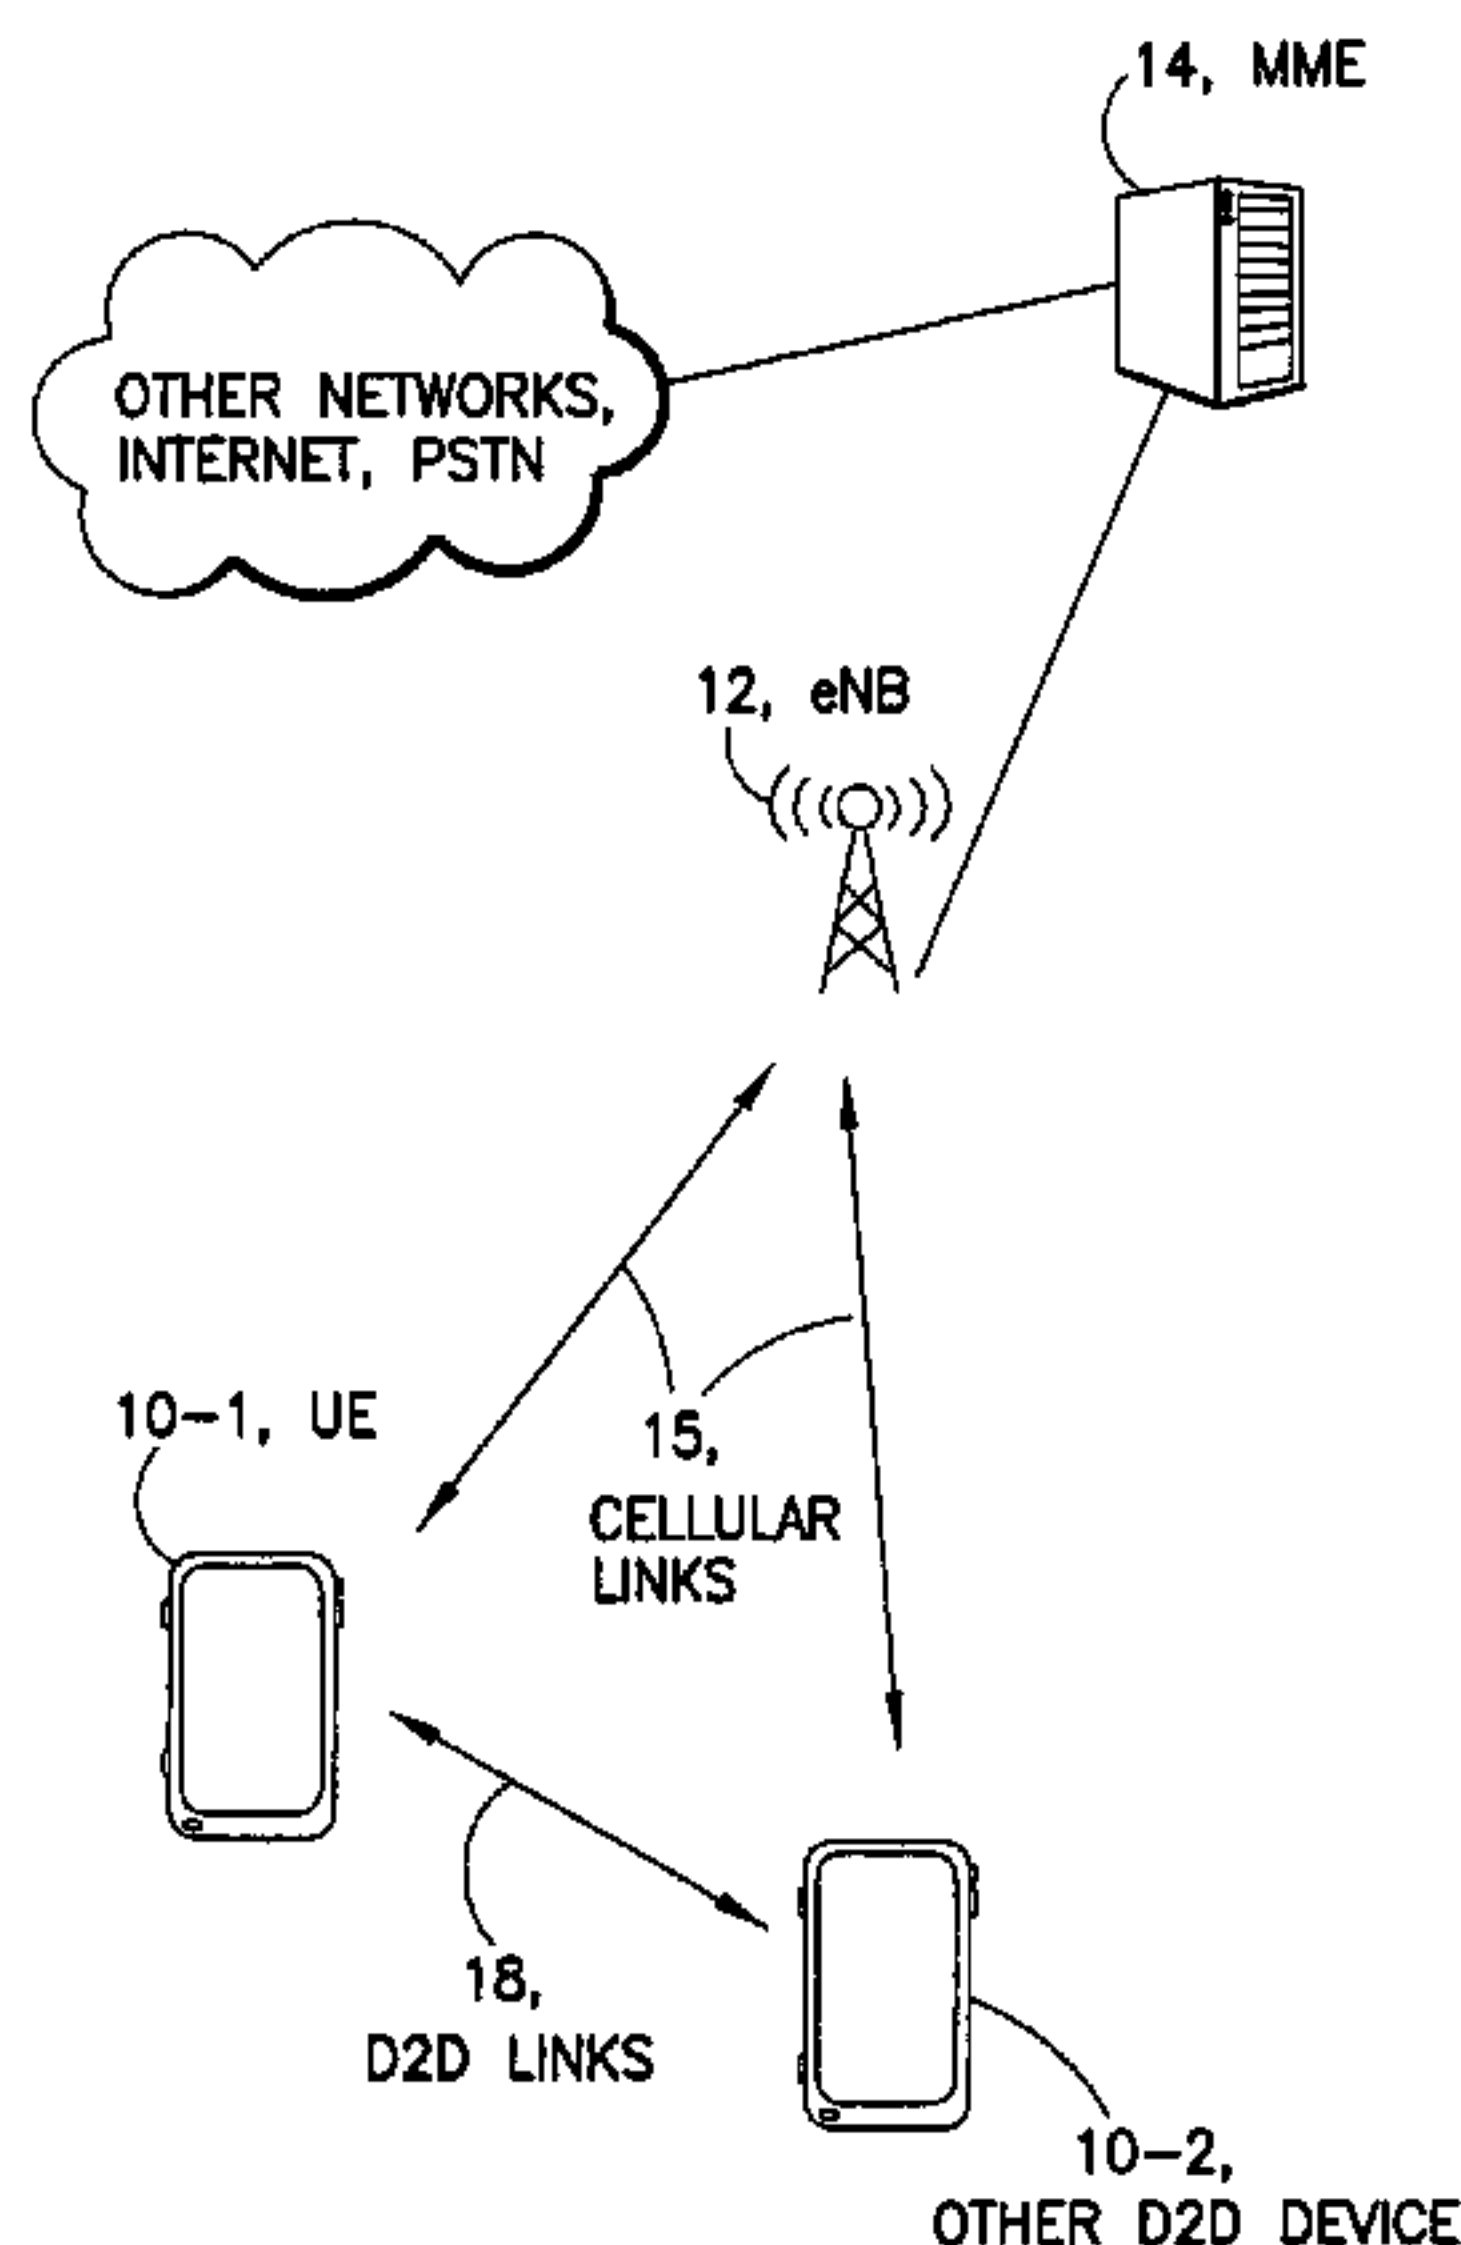 14, MME
OTHER NETWORKS,
INTERNET, PSTN
12, eNB
10-1, UE
15,
CELLULAR
LINKS
18,
D2D LINKS
10-2,
OTHER D2D DEVICE